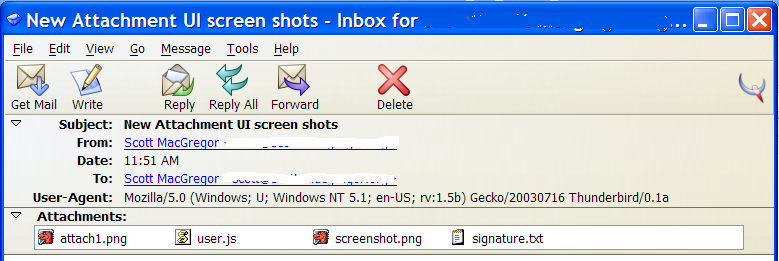 New Attachment UI screen shots - Inbox for ...
File Edit View Go Message Tools Help
Get Mail Write Reply Reply All Forward Delete
Subject: New Attachment UI screen shots
From: Scott MacGregor
Date: 11:51 AM
To: Scott MacGregor
User-Agent: Mozilla/5.0 (Windows; U; Windows NT 5.1; en-US; rv:1.5b) Gecko/20030716 Thunderbird/0.1a
Attachments:
attach1.png user.js screenshot.png signature.txt